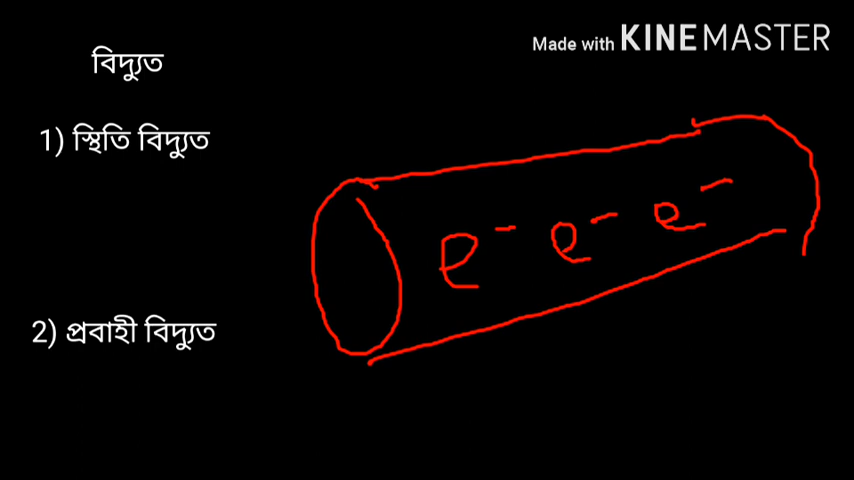 Made with KINEMASTER
বিদ্যুত
1) স্থিতি বিদ্যুত
e⁻ e⁻ e⁻
2) প্রবাহী বিদ্যুত